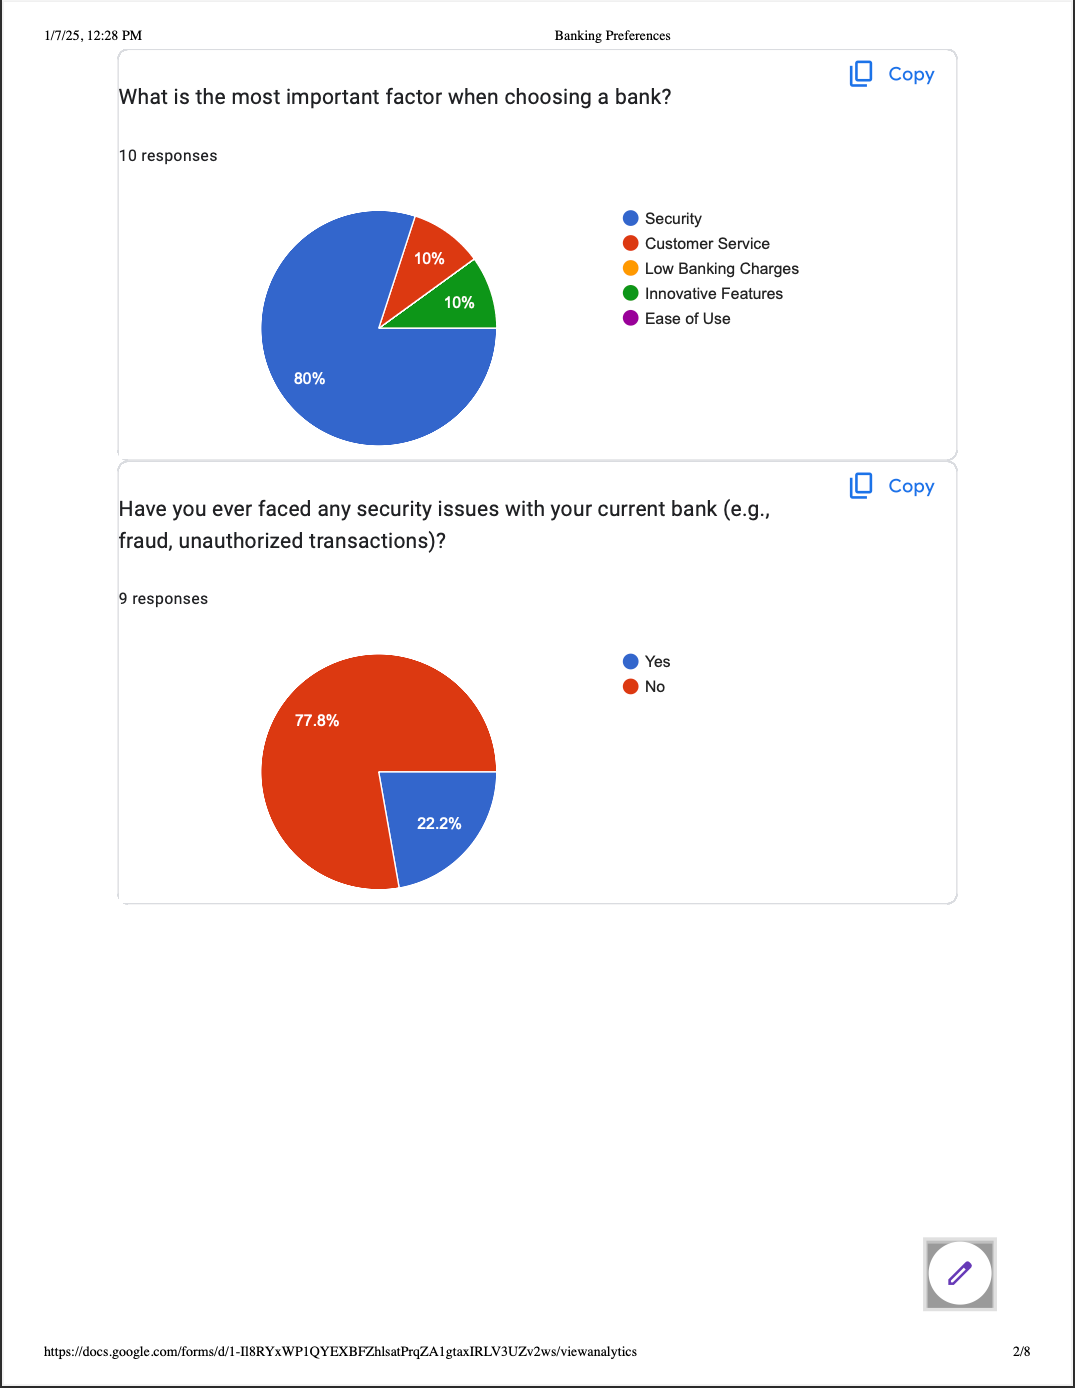 1/7/25, 12:28 PM
Banking Preferences
Copy
What is the most important factor when choosing a bank?
10 responses
Security
Customer Service
Low Banking Charges
Innovative Features
Ease of Use
10%
10%
80%
Copy
Have you ever faced any security issues with your current bank (e.g.,
fraud, unauthorized transactions)?
9 responses
Yes
No
77.8%
22.2%
https://docs.google.com/forms/d/1-Il8RYxWP1QYEXBFZhlsatPrqZA1gtaxIRLV3UZv2ws/viewanalytics
2/8